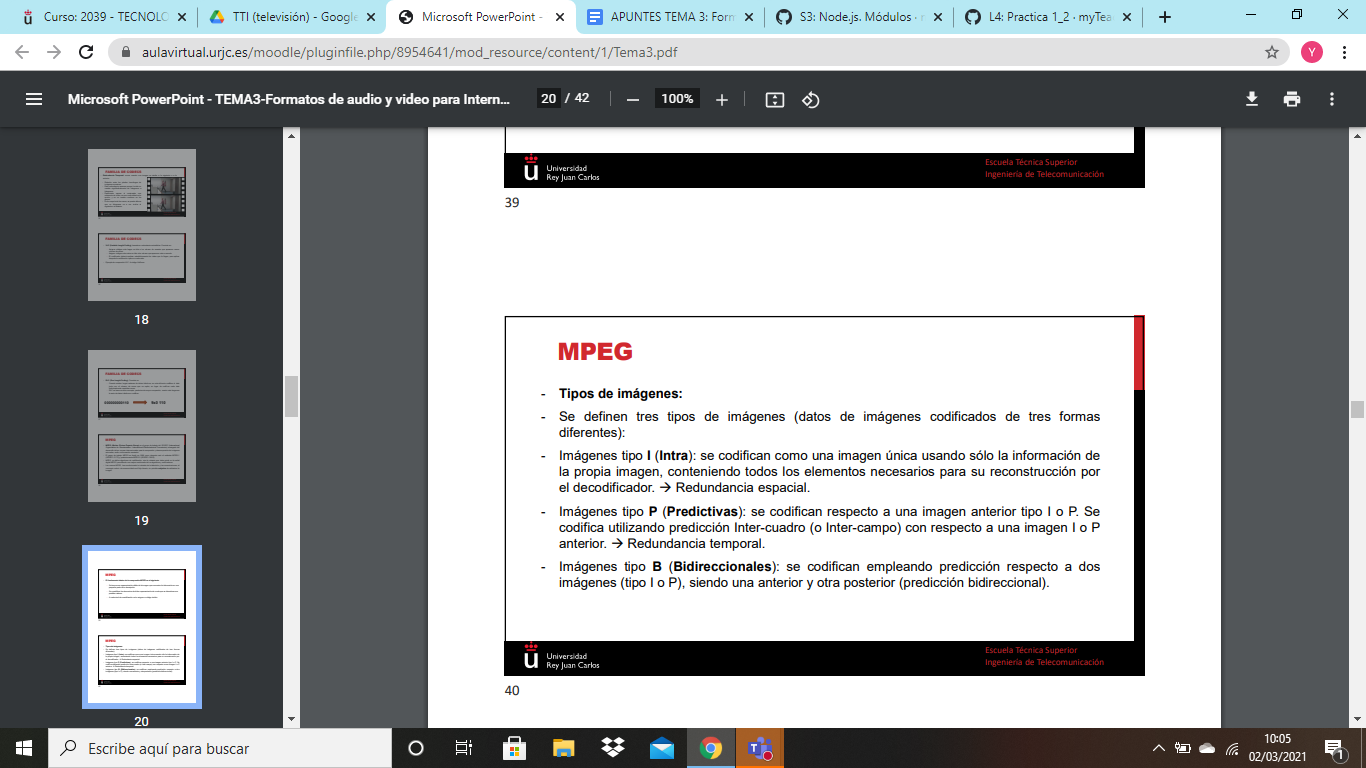 Curso: 2039 - TECNOLO
TTI (televisión) - Google
Microsoft PowerPoint -
APUNTES TEMA 3: Form
S3: Node.js. Módulos ·
L4: Practica 1_2 · myTea
aulavirtual.urjc.es/moodle/pluginfile.php/8954641/mod_resource/content/1/Tema3.pdf
Y
Microsoft PowerPoint - TEMA3-Formatos de audio y video para Intern...
20 / 42
100%
18
19
20
Universidad
Rey Juan Carlos
Escuela Técnica Superior
Ingeniería de Telecomunicación
39
MPEG
- Tipos de imágenes:
- Se definen tres tipos de imágenes (datos de imágenes codificados de tres formas
diferentes):
- Imágenes tipo I (Intra): se codifican como una imagen única usando sólo la información de
la propia imagen, conteniendo todos los elementos necesarios para su reconstrucción por
el decodificador. → Redundancia espacial.
- Imágenes tipo P (Predictivas): se codifican respecto a una imagen anterior tipo I o P. Se
codifica utilizando predicción Inter-cuadro (o Inter-campo) con respecto a una imagen I o P
anterior. → Redundancia temporal.
- Imágenes tipo B (Bidireccionales): se codifican empleando predicción respecto a dos
imágenes (tipo I o P), siendo una anterior y otra posterior (predicción bidireccional).
Universidad
Rey Juan Carlos
Escuela Técnica Superior
Ingeniería de Telecomunicación
40
Escribe aquí para buscar
10:05
02/03/2021
1